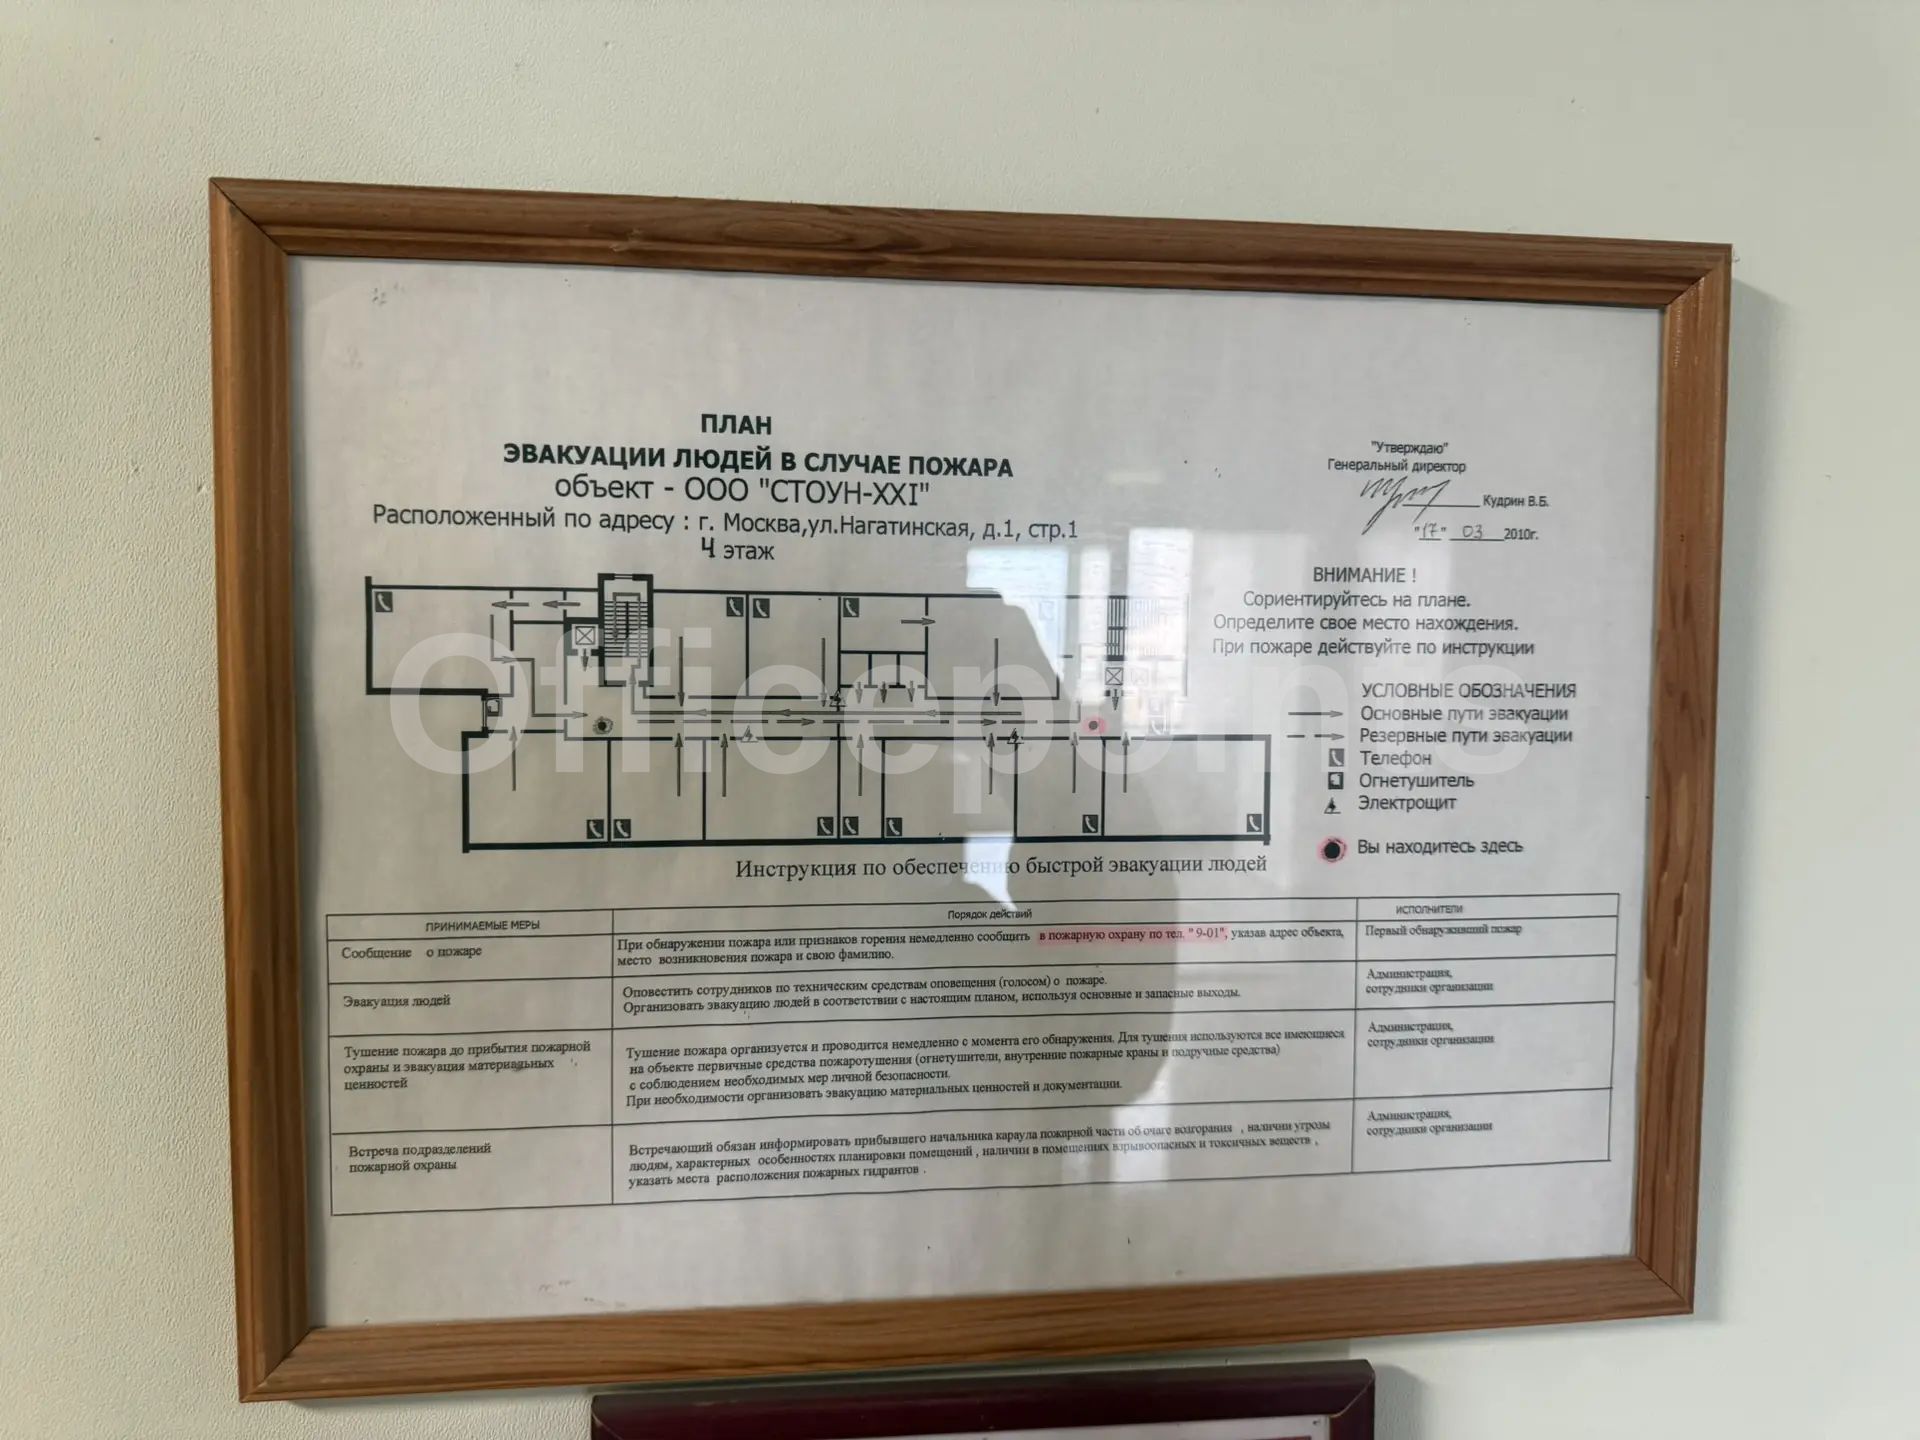 ПЛАН
ЭВАКУАЦИИ ЛЮДЕЙ В СЛУЧАЕ ПОЖАРА
объект - ООО "СТОУН-XXI"
Расположенный по адресу : г. Москва,ул.Нагатинская, д.1, стр.1
4 этаж
"Утверждаю"
Генеральный директор
Кудрин В.Б.
"17" 03 2010г.
ВНИМАНИЕ !
Сориентируйтесь на плане.
Определите свое место нахождения.
При пожаре действуйте по инструкции
УСЛОВНЫЕ ОБОЗНАЧЕНИЯ
Основные пути эвакуации
Резервные пути эвакуации
Телефон
Огнетушитель
Электрощит
Вы находитесь здесь
Officepoints
Инструкция по обеспечению быстрой эвакуации людей
ПРИНИМАЕМЫЕ МЕРЫ
Порядок действий
ИСПОЛНИТЕЛИ
Сообщение о пожаре
При обнаружении пожара или признаков горения немедленно сообщить в пожарную охрану по тел. " 9-01", указав адрес объекта,
место возникновения пожара и свою фамилию.
Первый обнаруживший пожар
Эвакуация людей
Оповестить сотрудников по техническим средствам оповещения (голосом) о пожаре.
Организовать эвакуацию людей в соответствии с настоящим планом, используя основные и запасные выходы.
Администрация,
сотрудники организации
Тушение пожара до прибытия пожарной
охраны и эвакуация материальных
ценностей
Тушение пожара организуется и проводится немедленно с момента его обнаружения. Для тушения используются все имеющиеся
на объекте первичные средства пожаротушения (огнетушители, внутренние пожарные краны и подручные средства)
с соблюдением необходимых мер личной безопасности.
При необходимости организовать эвакуацию материальных ценностей и документации.
Администрация,
сотрудники организации
Встреча подразделений
пожарной охраны
Встречающий обязан информировать прибывшего начальника караула пожарной части об очаге возгорания , наличии угрозы
людям, характерных особенностях планировки помещений , наличии в помещениях взрывоопасных и токсичных веществ ,
указать места расположения пожарных гидрантов .
Администрация,
сотрудники организации